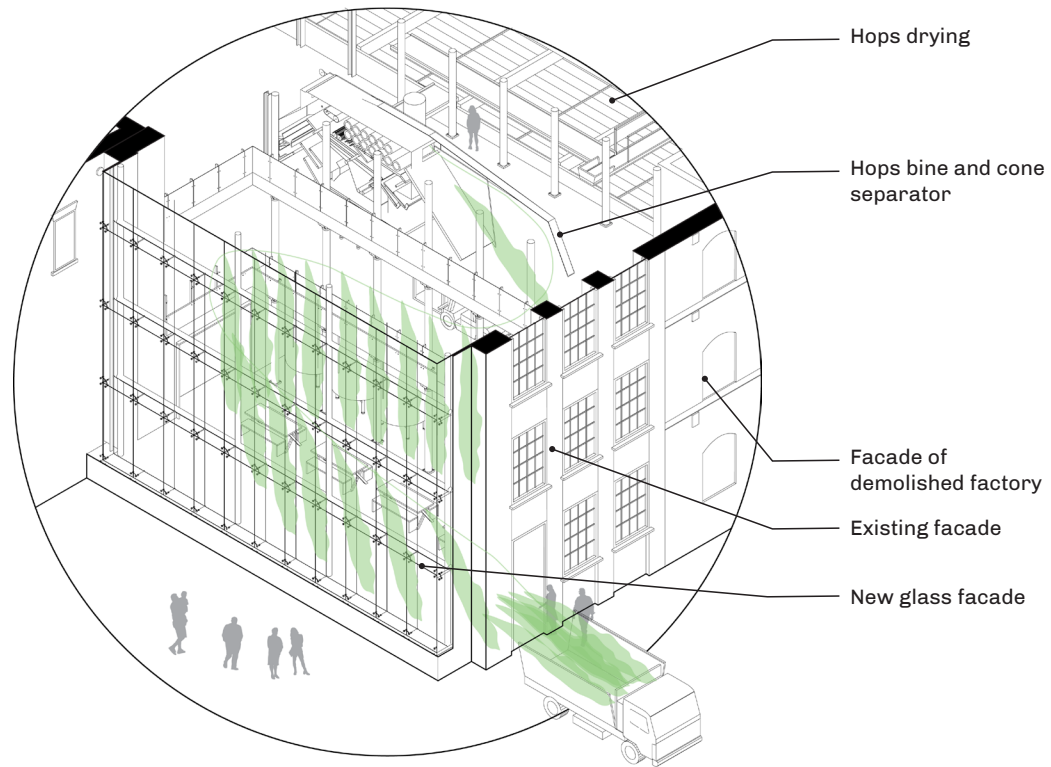 Hops drying
Hops bine and cone
separator
Facade of
demolished factory
Existing facade
New glass facade